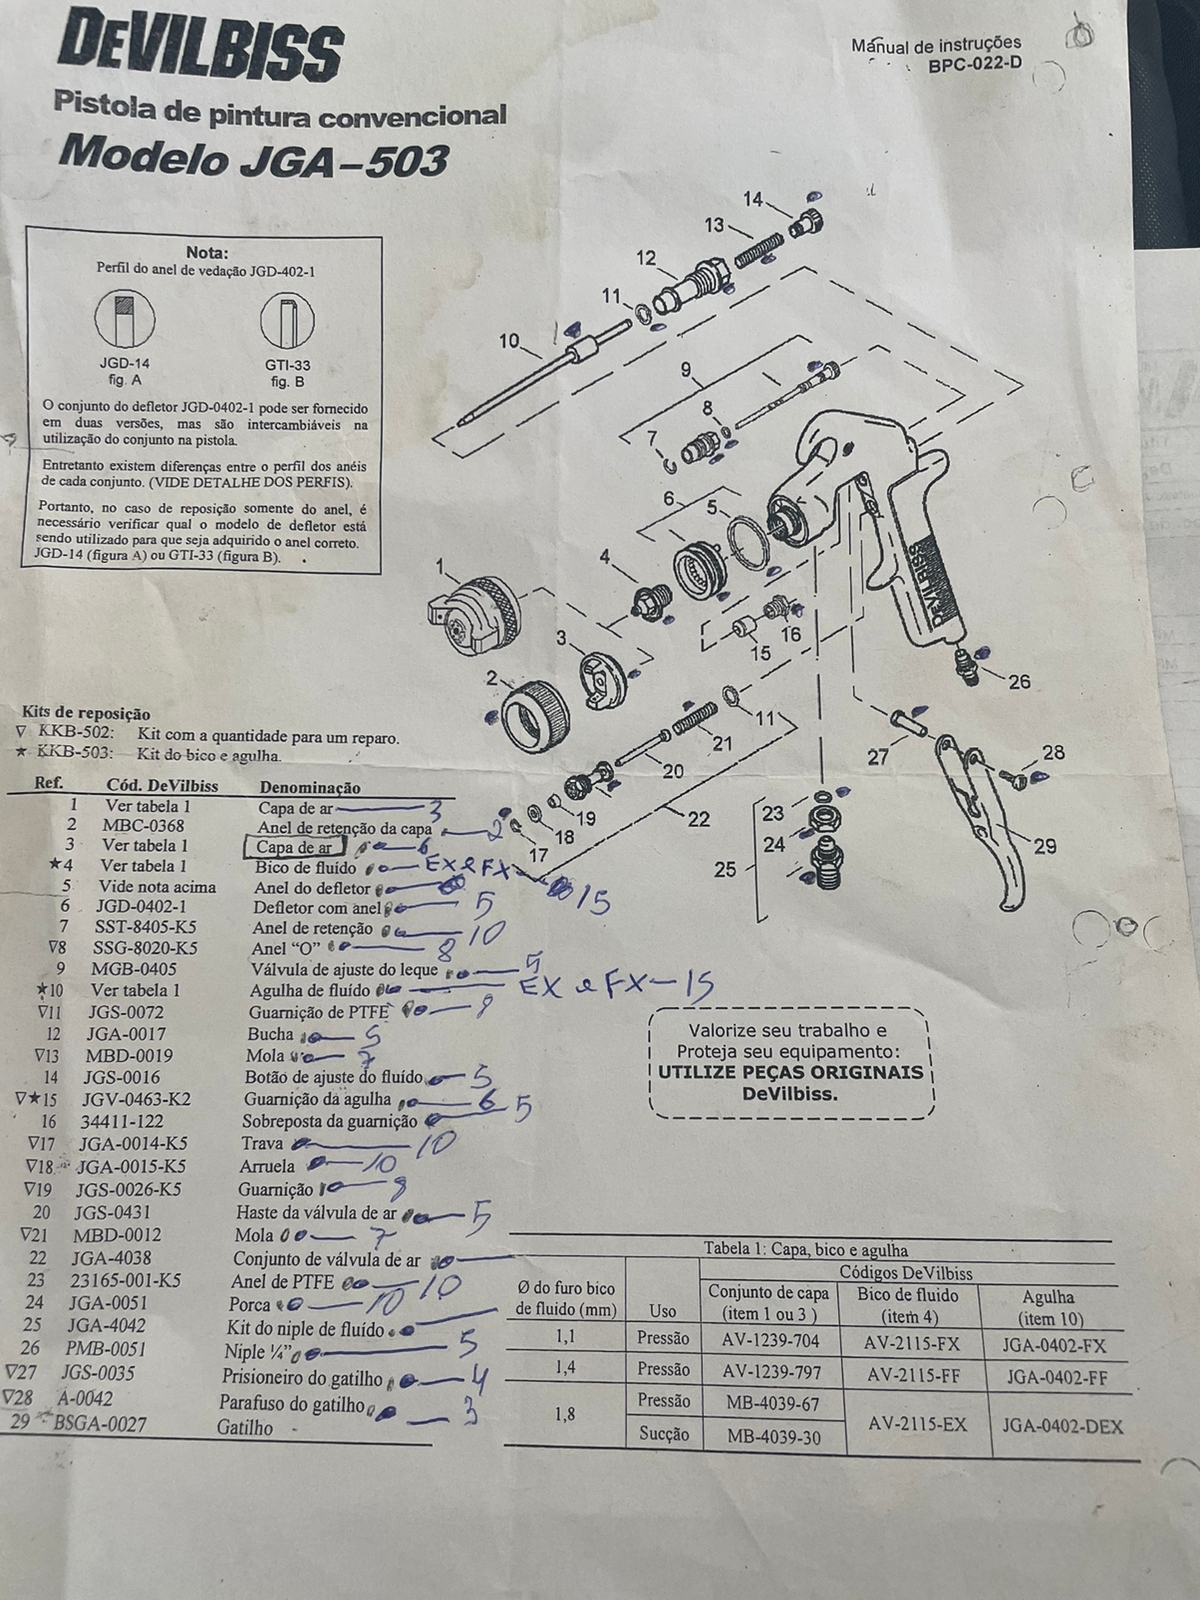 DEVILBISS
Manual de instruções
BPC-022-D
Pistola de pintura convencional
Modelo JGA-503
Nota:
Perfil do anel de vedação JGD-402-1
JGD-14 GTI-33
fig. A fig. B
O conjunto do defletor JGD-0402-1 pode ser fornecido
em duas versões, mas são intercambiáveis na
utilização do conjunto na pistola.
Entretanto existem diferenças entre o perfil dos anéis
de cada conjunto. (VIDE DETALHE DOS PERFIS).
Portanto, no caso de reposição somente do anel, é
necessário verificar qual o modelo de defletor está
sendo utilizado para que seja adquirido o anel correto.
JGD-14 (figura A) ou GTI-33 (figura B).
14
13
12
11
10
9
8
7
6
5
4
1
3
2
15
16
11
21
20
19
18
17
22
23
24
25
26
27
28
29
DEVILBISS
Kits de reposição
▽ KKB-502: Kit com a quantidade para um reparo.
★ KKB-503: Kit do bico e agulha.
Ref. Cód. DeVilbiss Denominação
1 Ver tabela 1 Capa de ar 3
2 MBC-0368 Anel de retenção da capa 2
3 Ver tabela 1 Capa de ar 6
★4 Ver tabela 1 Bico de fluído EX e FX 15
5 Vide nota acima Anel do defletor
6 JGD-0402-1 Defletor com anel 5
7 SST-8405-K5 Anel de retenção 10
▽8 SSG-8020-K5 Anel "O" 8
9 MGB-0405 Válvula de ajuste do leque 5
★10 Ver tabela 1 Agulha de fluído EX e FX-15
▽11 JGS-0072 Guarnição de PTFE 8
12 JGA-0017 Bucha 5
▽13 MBD-0019 Mola 7
14 JGS-0016 Botão de ajuste do fluído 5
▽★15 JGV-0463-K2 Guarnição da agulha 6
16 34411-122 Sobreposta da guarnição 5
▽17 JGA-0014-K5 Trava 10
▽18 JGA-0015-K5 Arruela 10
▽19 JGS-0026-K5 Guarnição 8
20 JGS-0431 Haste da válvula de ar 5
▽21 MBD-0012 Mola 7
22 JGA-4038 Conjunto de válvula de ar
23 23165-001-K5 Anel de PTFE 10
24 JGA-0051 Porca 10
25 JGA-4042 Kit do niple de fluído
26 PMB-0051 Niple ¼" 5
▽27 JGS-0035 Prisioneiro do gatilho 4
▽28 A-0042 Parafuso do gatilho 3
29 BSGA-0027 Gatilho
Valorize seu trabalho e
Proteja seu equipamento:
UTILIZE PEÇAS ORIGINAIS
DeVilbiss.
Tabela 1: Capa, bico e agulha
Códigos DeVilbiss
Ø do furo bico de fluído (mm) Uso Conjunto de capa (item 1 ou 3) Bico de fluído (item 4) Agulha (item 10)
1,1 Pressão AV-1239-704 AV-2115-FX JGA-0402-FX
1,4 Pressão AV-1239-797 AV-2115-FF JGA-0402-FF
1,8 Pressão MB-4039-67 AV-2115-EX JGA-0402-DEX
Sucção MB-4039-30